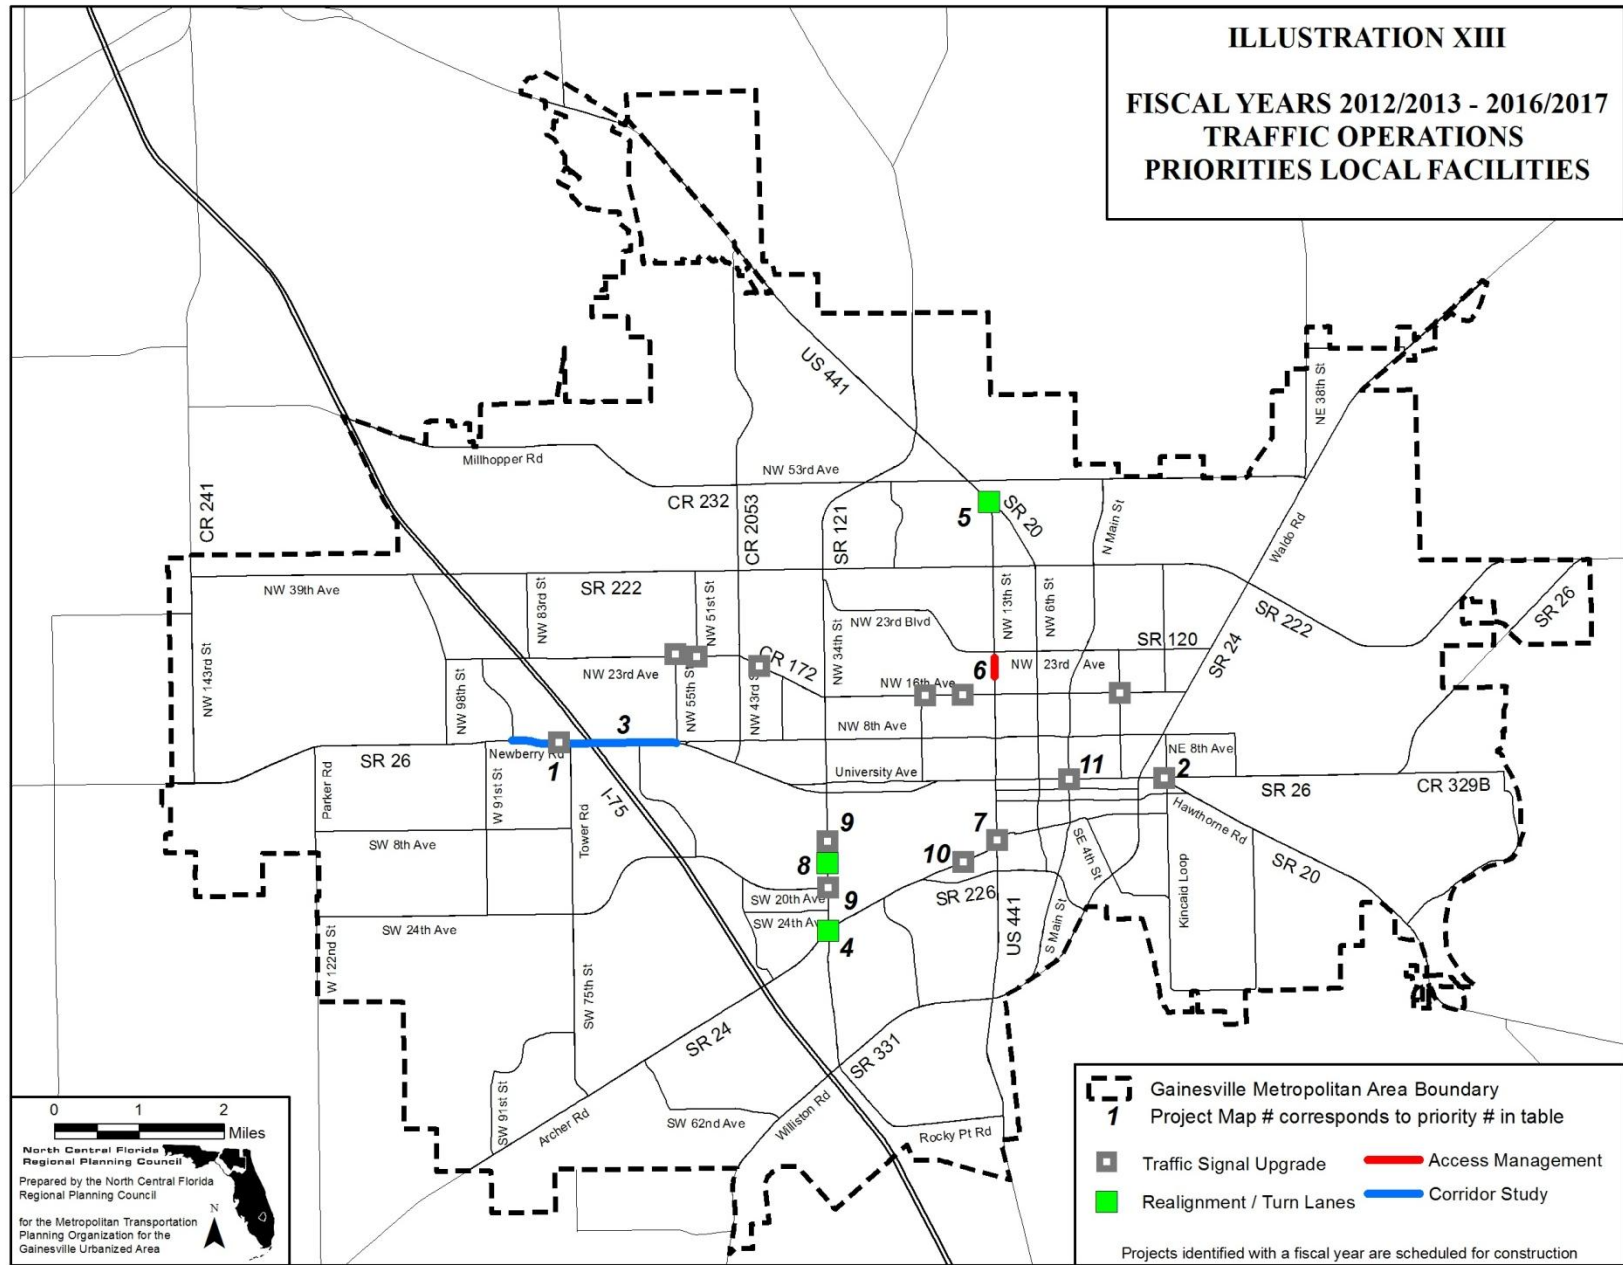 ILLUSTRATION XIII
FISCAL YEARS 2012/2013 - 2016/2017
TRAFFIC OPERATIONS
PRIORITIES LOCAL FACILITIES
US 441
NE 38th St
Millhopper Rd
NW 53rd Ave
CR 232
CR 241
CR 2053
SR 121
5
SR 20
N Main St
Waldo Rd
NW 39th Ave
SR 222
NW 83rd St
NW 51st St
NW 13th St
NW 6th St
SR 222
SR 26
NW 23rd Blvd
SR 120
SR 24
NW 143rd St
NW 98th St
NW 23rd Ave
NW 55th St
NW 43rd St
CR 172
NW 34th St
6
NW 23rd Ave
NW 16th Ave
3
NW 8th Ave
NE 8th Ave
Newberry Rd
1
SR 26
University Ave
11
2
SR 26
CR 329B
Parker Rd
W 91st St
Tower Rd
I-75
Hawthorne Rd
SW 8th Ave
9
8
7
10
SE 4th St
SR 20
SR 226
Kincaid Loop
SW 20th Ave
9
SW 24th Ave
4
SW 24th Ave
W 122nd St
SW 75th St
US 441
S Main St
SR 24
SR 331
SW 91st St
Archer Rd
SW 62nd Ave
Williston Rd
Rocky Pt Rd
0 1 2
Miles
North Central Florida
Regional Planning Council
Prepared by the North Central Florida
Regional Planning Council
N
for the Metropolitan Transportation
Planning Organization for the
Gainesville Urbanized Area
Gainesville Metropolitan Area Boundary
1 Project Map # corresponds to priority # in table
Traffic Signal Upgrade
Access Management
Realignment / Turn Lanes
Corridor Study
Projects identified with a fiscal year are scheduled for construction